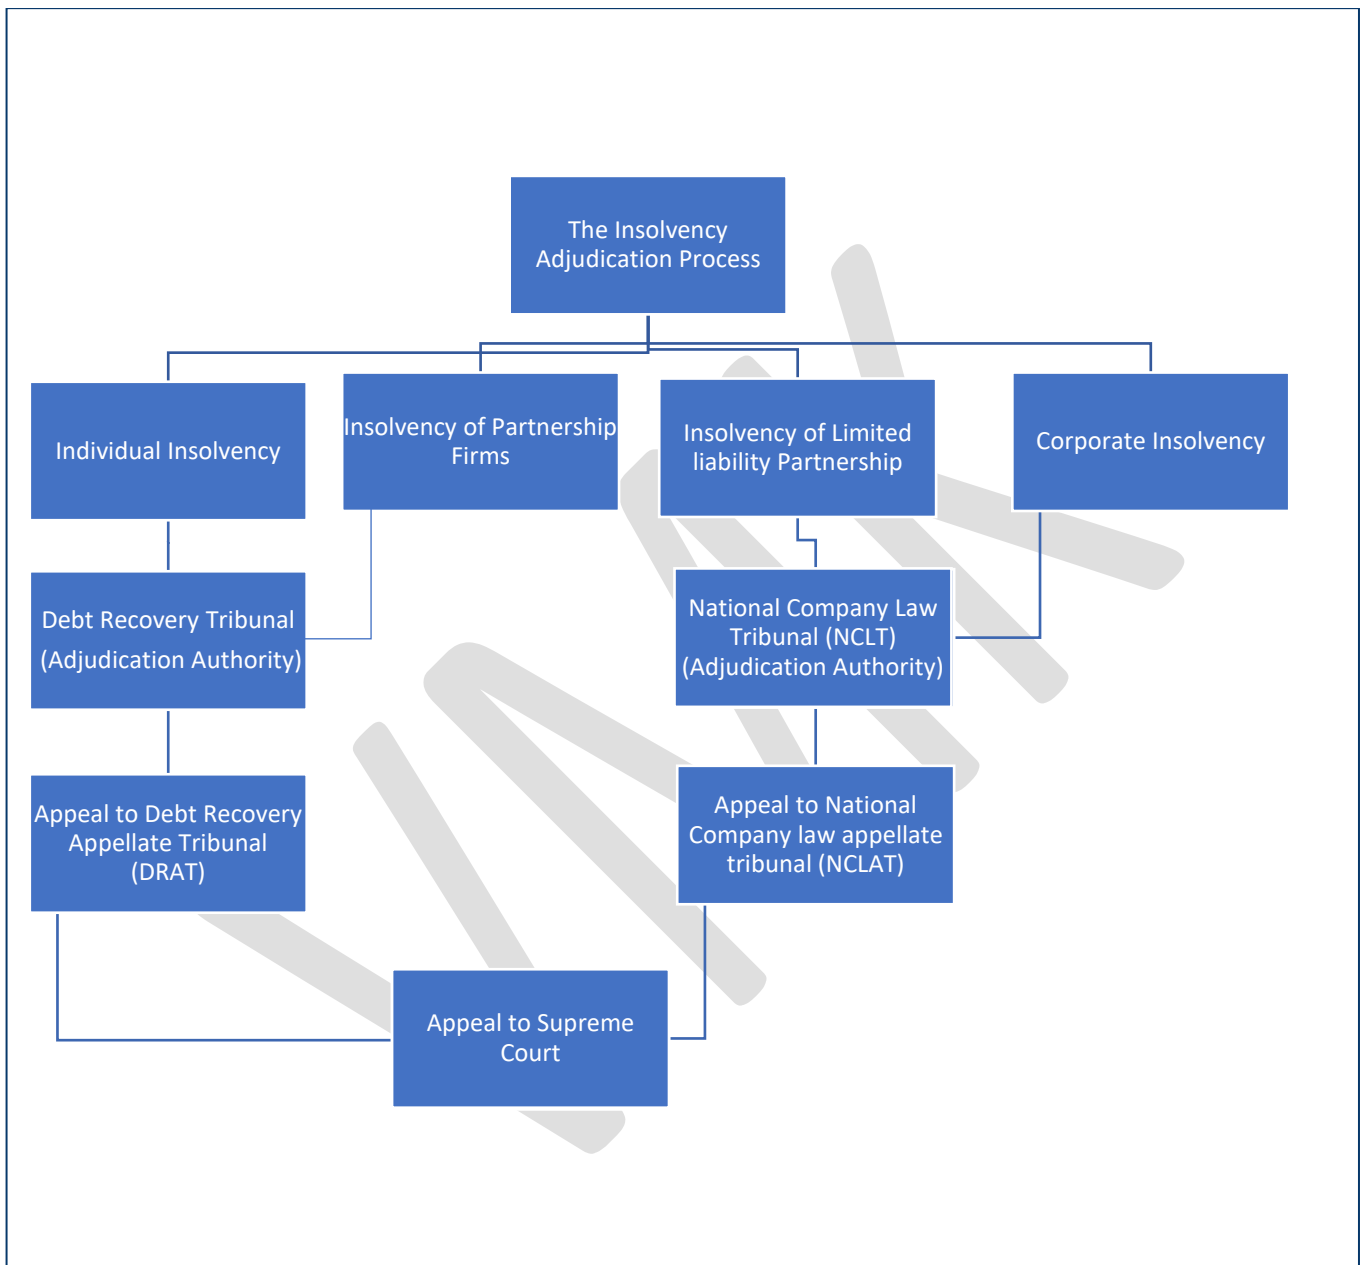 The Insolvency
Adjudication Process
Individual Insolvency
Insolvency of Partnership
Firms
Insolvency of Limited
liability Partnership
Corporate Insolvency
Debt Recovery Tribunal
(Adjudication Authority)
National Company Law
Tribunal (NCLT)
(Adjudication Authority)
Appeal to Debt Recovery
Appellate Tribunal
(DRAT)
Appeal to National
Company law appellate
tribunal (NCLAT)
Appeal to Supreme
Court